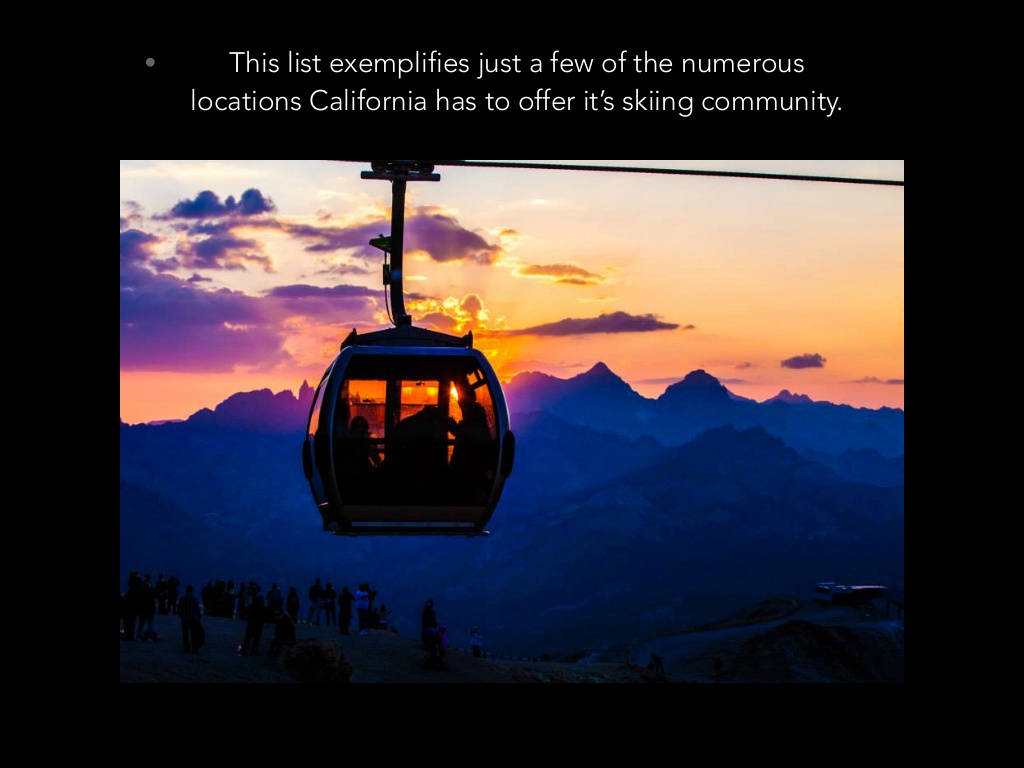 This list exemplifies just a few of the numerous
locations California has to offer it’s skiing community.